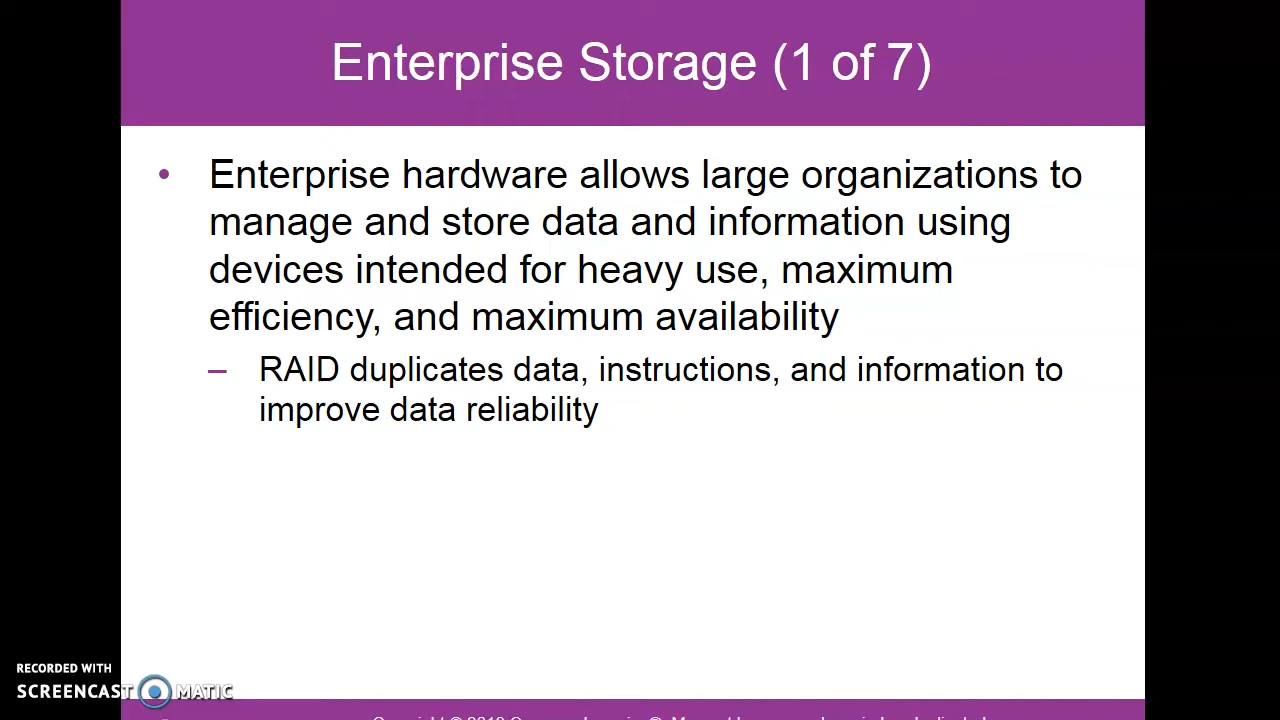 Enterprise Storage (1 of 7)
• Enterprise hardware allows large organizations to
manage and store data and information using
devices intended for heavy use, maximum
efficiency, and maximum availability
– RAID duplicates data, instructions, and information to
improve data reliability
RECORDED WITH
SCREENCAST MATIC